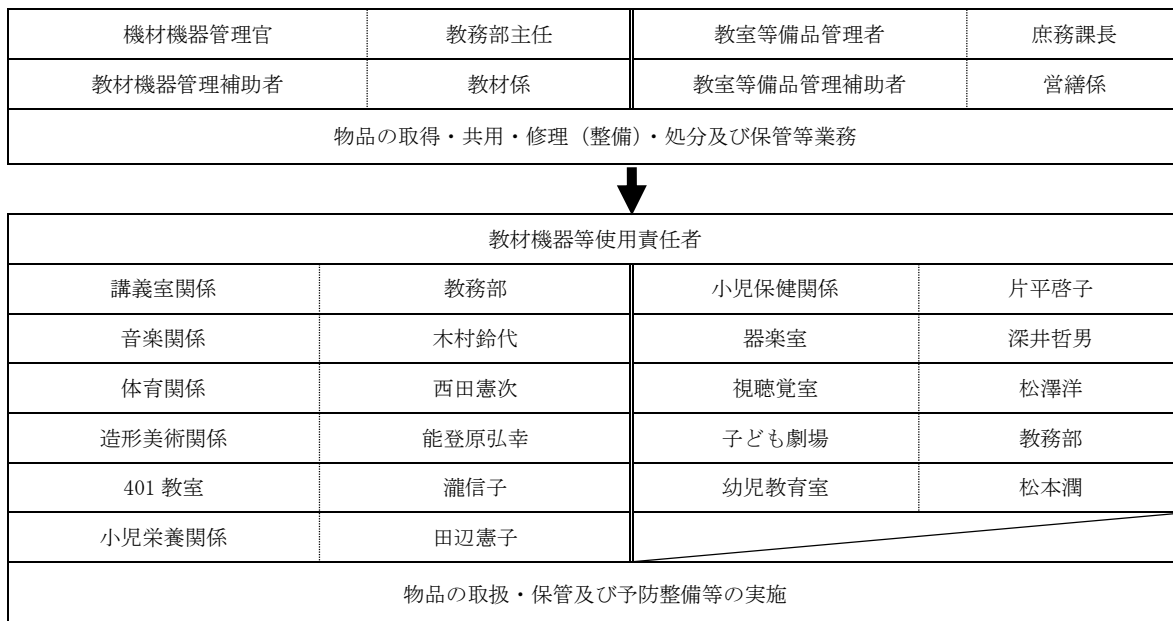 機材機器管理官 教務部主任 教室等備品管理者 庶務課長
教材機器管理補助者 教材係 教室等備品管理補助者 営繕係
物品の取得・共用・修理（整備）・処分及び保管等業務
教材機器等使用責任者
講義室関係 教務部 小児保健関係 片平啓子
音楽関係 木村鈴代 器楽室 深井哲男
体育関係 西田憲次 視聴覚室 松澤洋
造形美術関係 能登原弘幸 子ども劇場 教務部
401 教室 瀧信子 幼児教育室 松本潤
小児栄養関係 田辺憲子
物品の取扱・保管及び予防整備等の実施